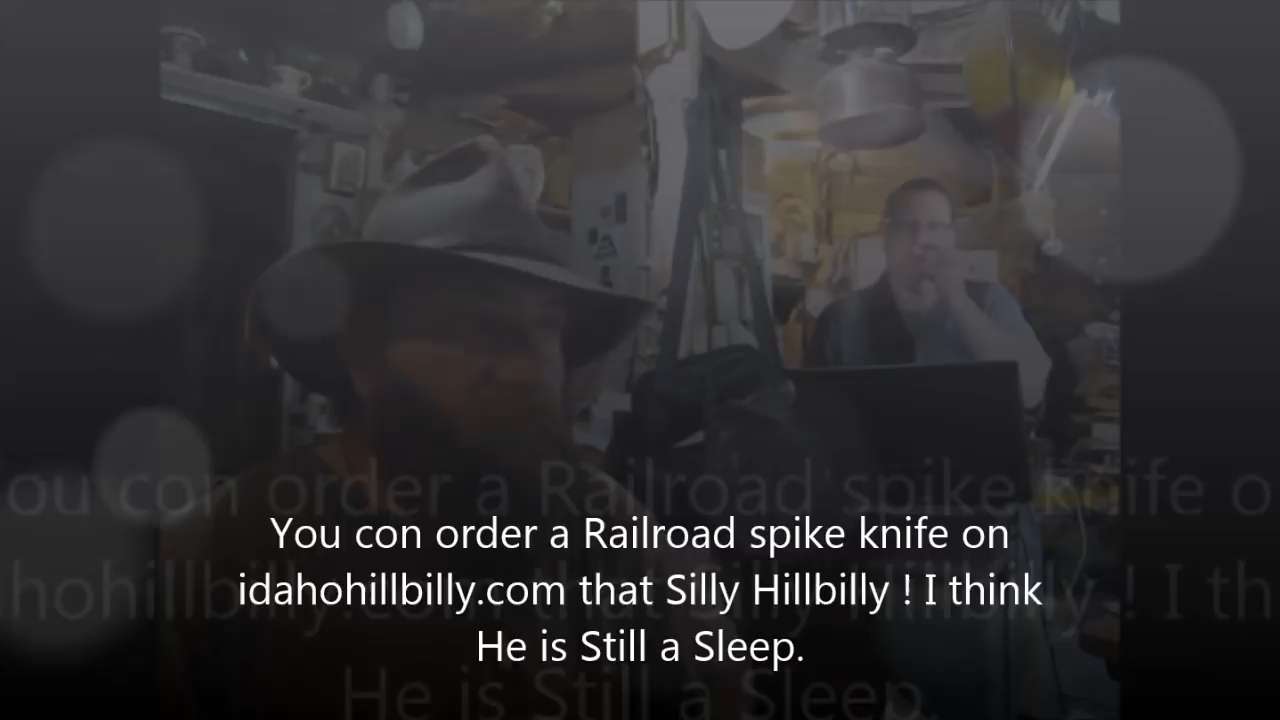 You con order a Railroad spike knife on
idahohillbilly.com that Silly Hillbilly ! I think
He is Still a Sleep.